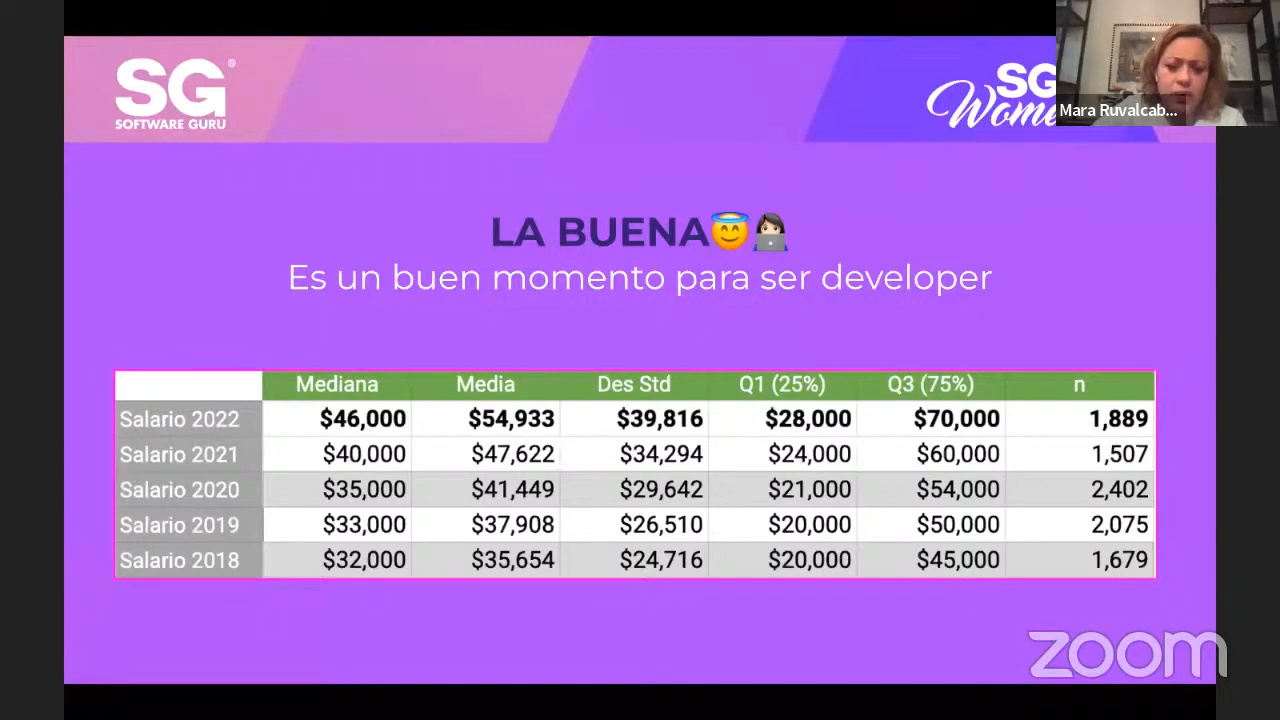 SG®
SOFTWARE GURU
SG
Mara Ruvalcab...
LA BUENA😇👩🏻‍💻
Es un buen momento para ser developer
Mediana Media Des Std Q1 (25%) Q3 (75%) n
Salario 2022 $46,000 $54,933 $39,816 $28,000 $70,000 1,889
Salario 2021 $40,000 $47,622 $34,294 $24,000 $60,000 1,507
Salario 2020 $35,000 $41,449 $29,642 $21,000 $54,000 2,402
Salario 2019 $33,000 $37,908 $26,510 $20,000 $50,000 2,075
Salario 2018 $32,000 $35,654 $24,716 $20,000 $45,000 1,679
zoom